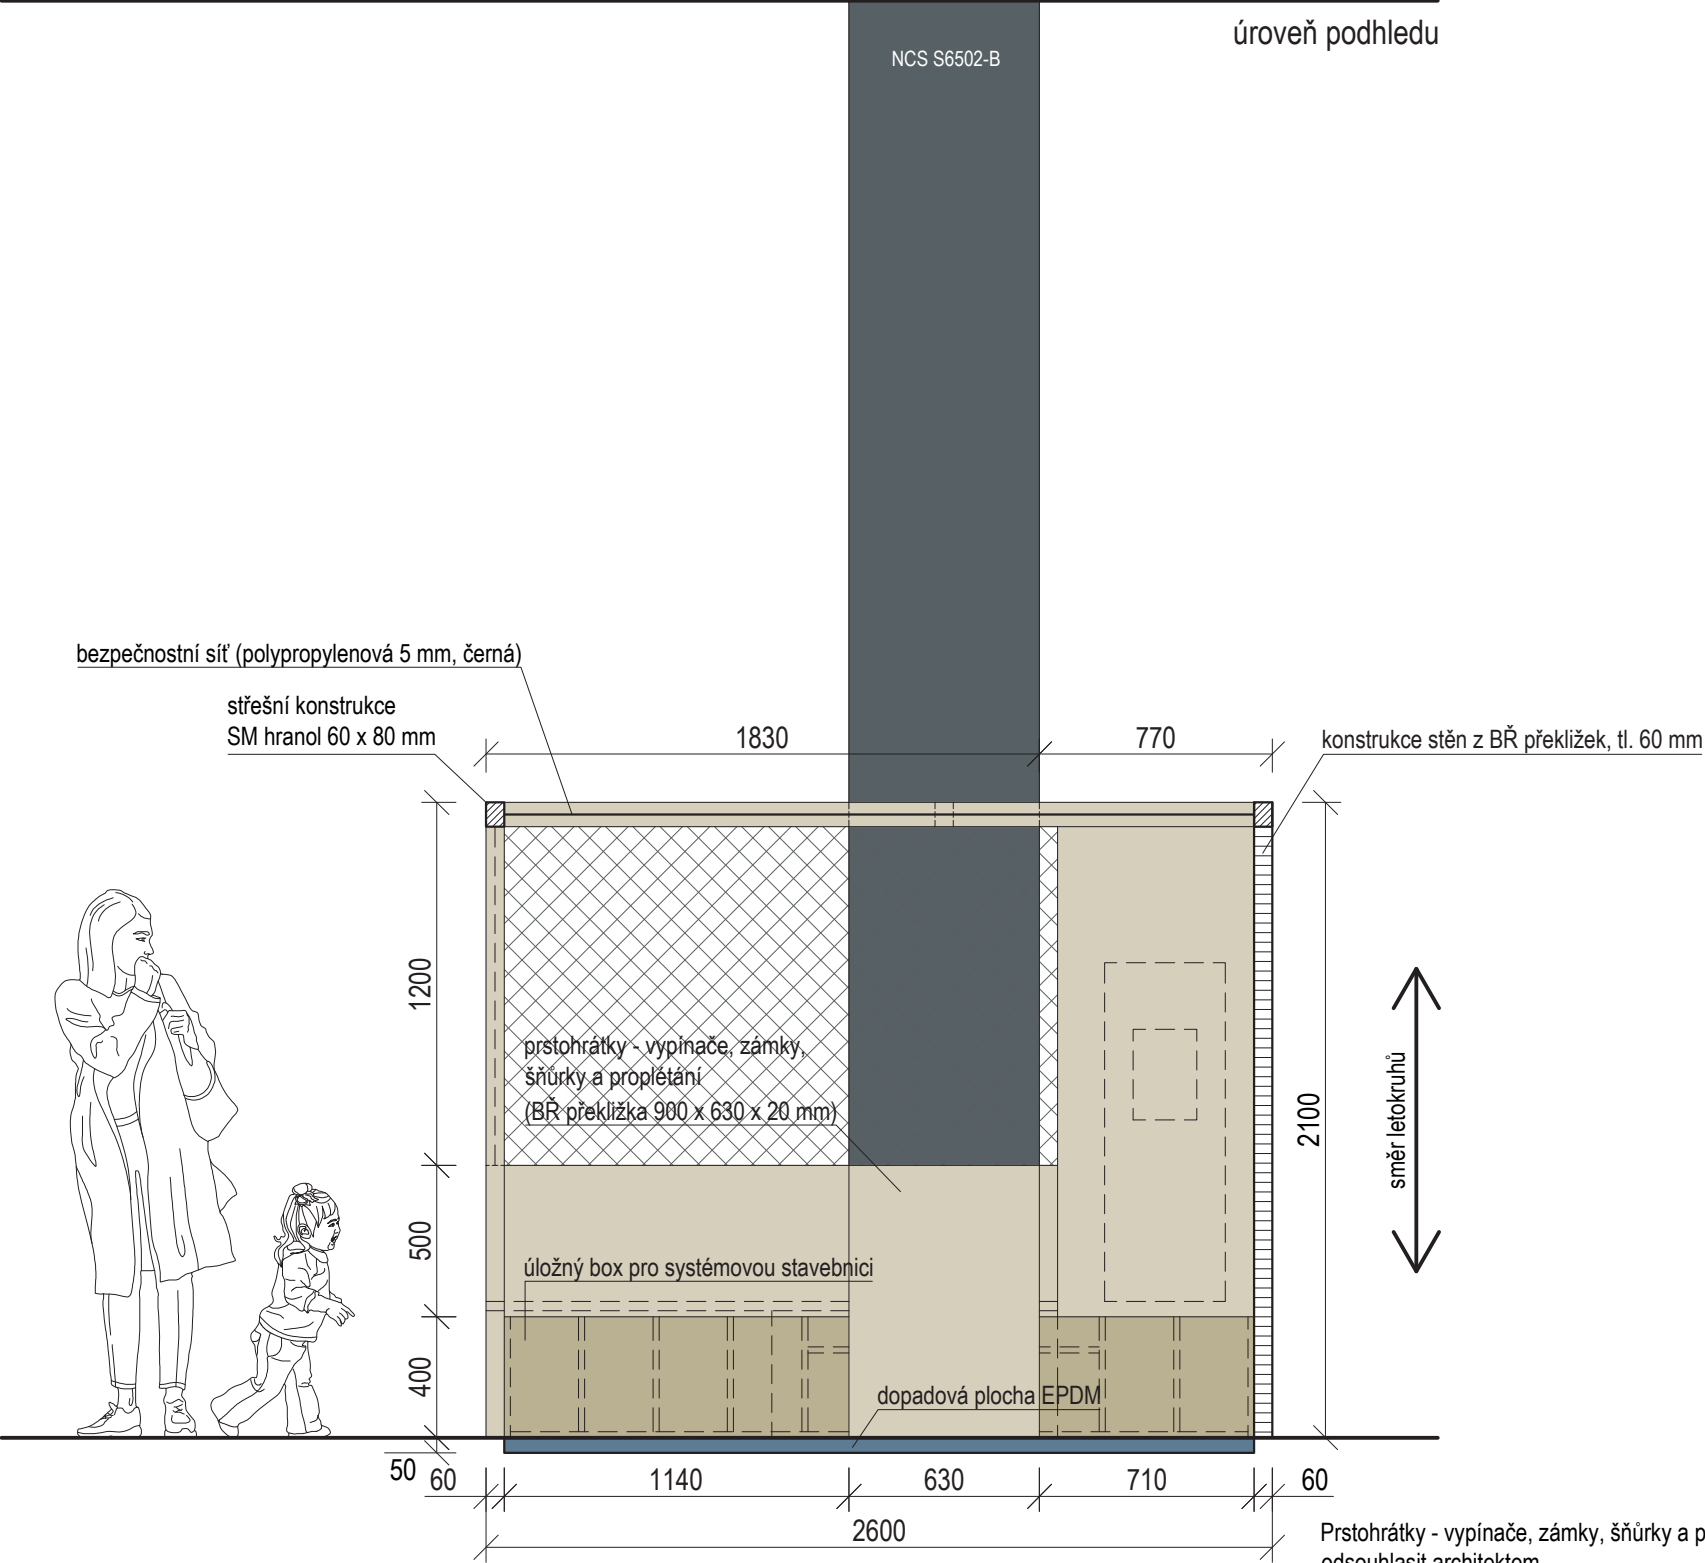 úroveň podhledu
NCS S6502-B
bezpečnostní síť (polypropylenová 5 mm, černá)
střešní konstrukce
SM hranol 60 x 80 mm
1830
770
konstrukce stěn z BŘ překližek, tl. 60 mm
1200
prstohrátky - vypínače, zámky,
šňůrky a proplétání
(BŘ překližka 900 x 630 x 20 mm)
2100
směr letokruhů
500
úložný box pro systémovou stavebnici
400
dopadová plocha EPDM
50
60
1140
630
710
60
2600
Prstohrátky - vypínače, zámky, šňůrky a p
odsouhlasit architektem